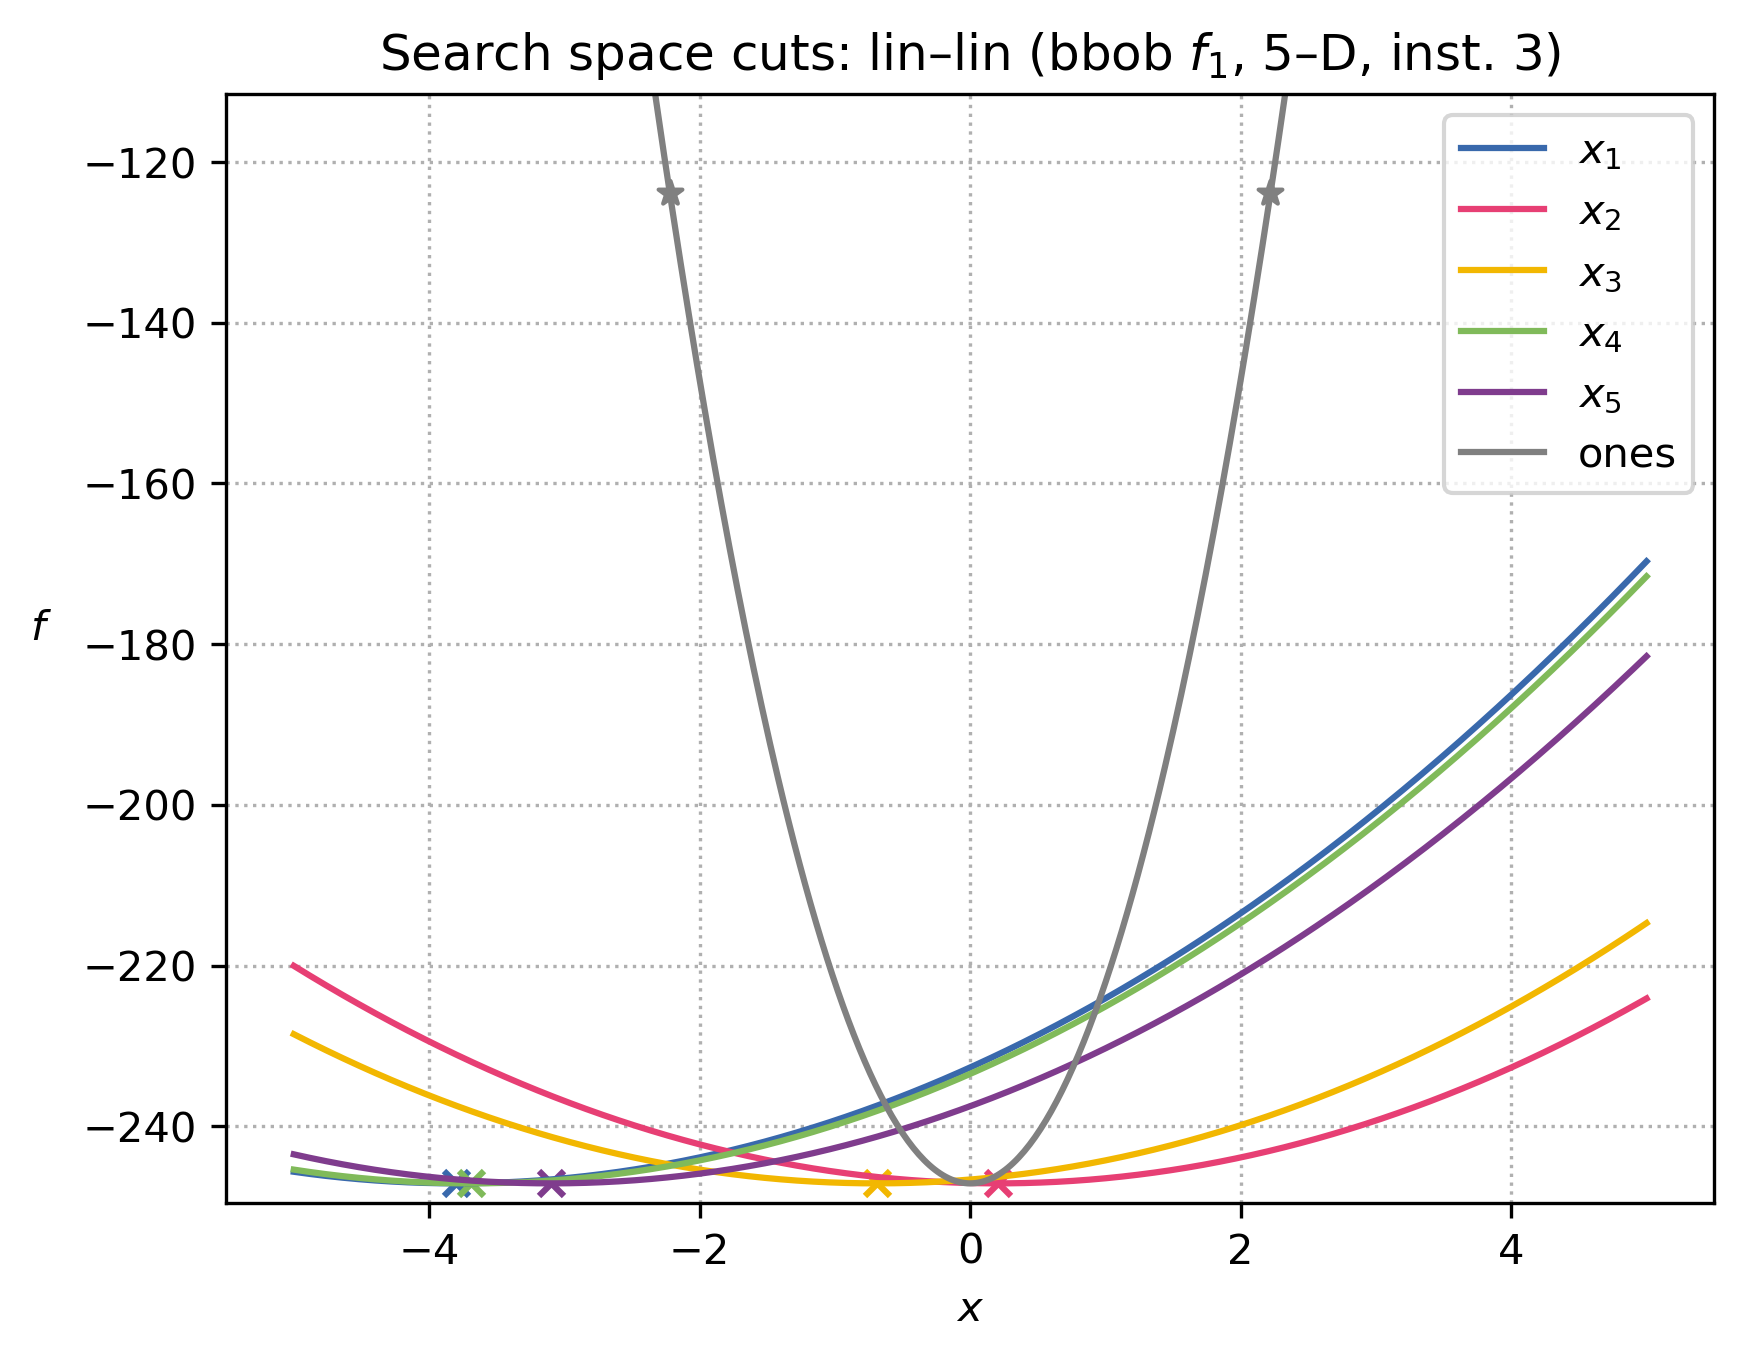 Search space cuts: lin–lin (bbob f₁, 5–D, inst. 3)
x₁
x₂
x₃
x₄
x₅
ones
−120
−140
−160
−180
−200
−220
−240
f
−4
−2
0
2
4
x